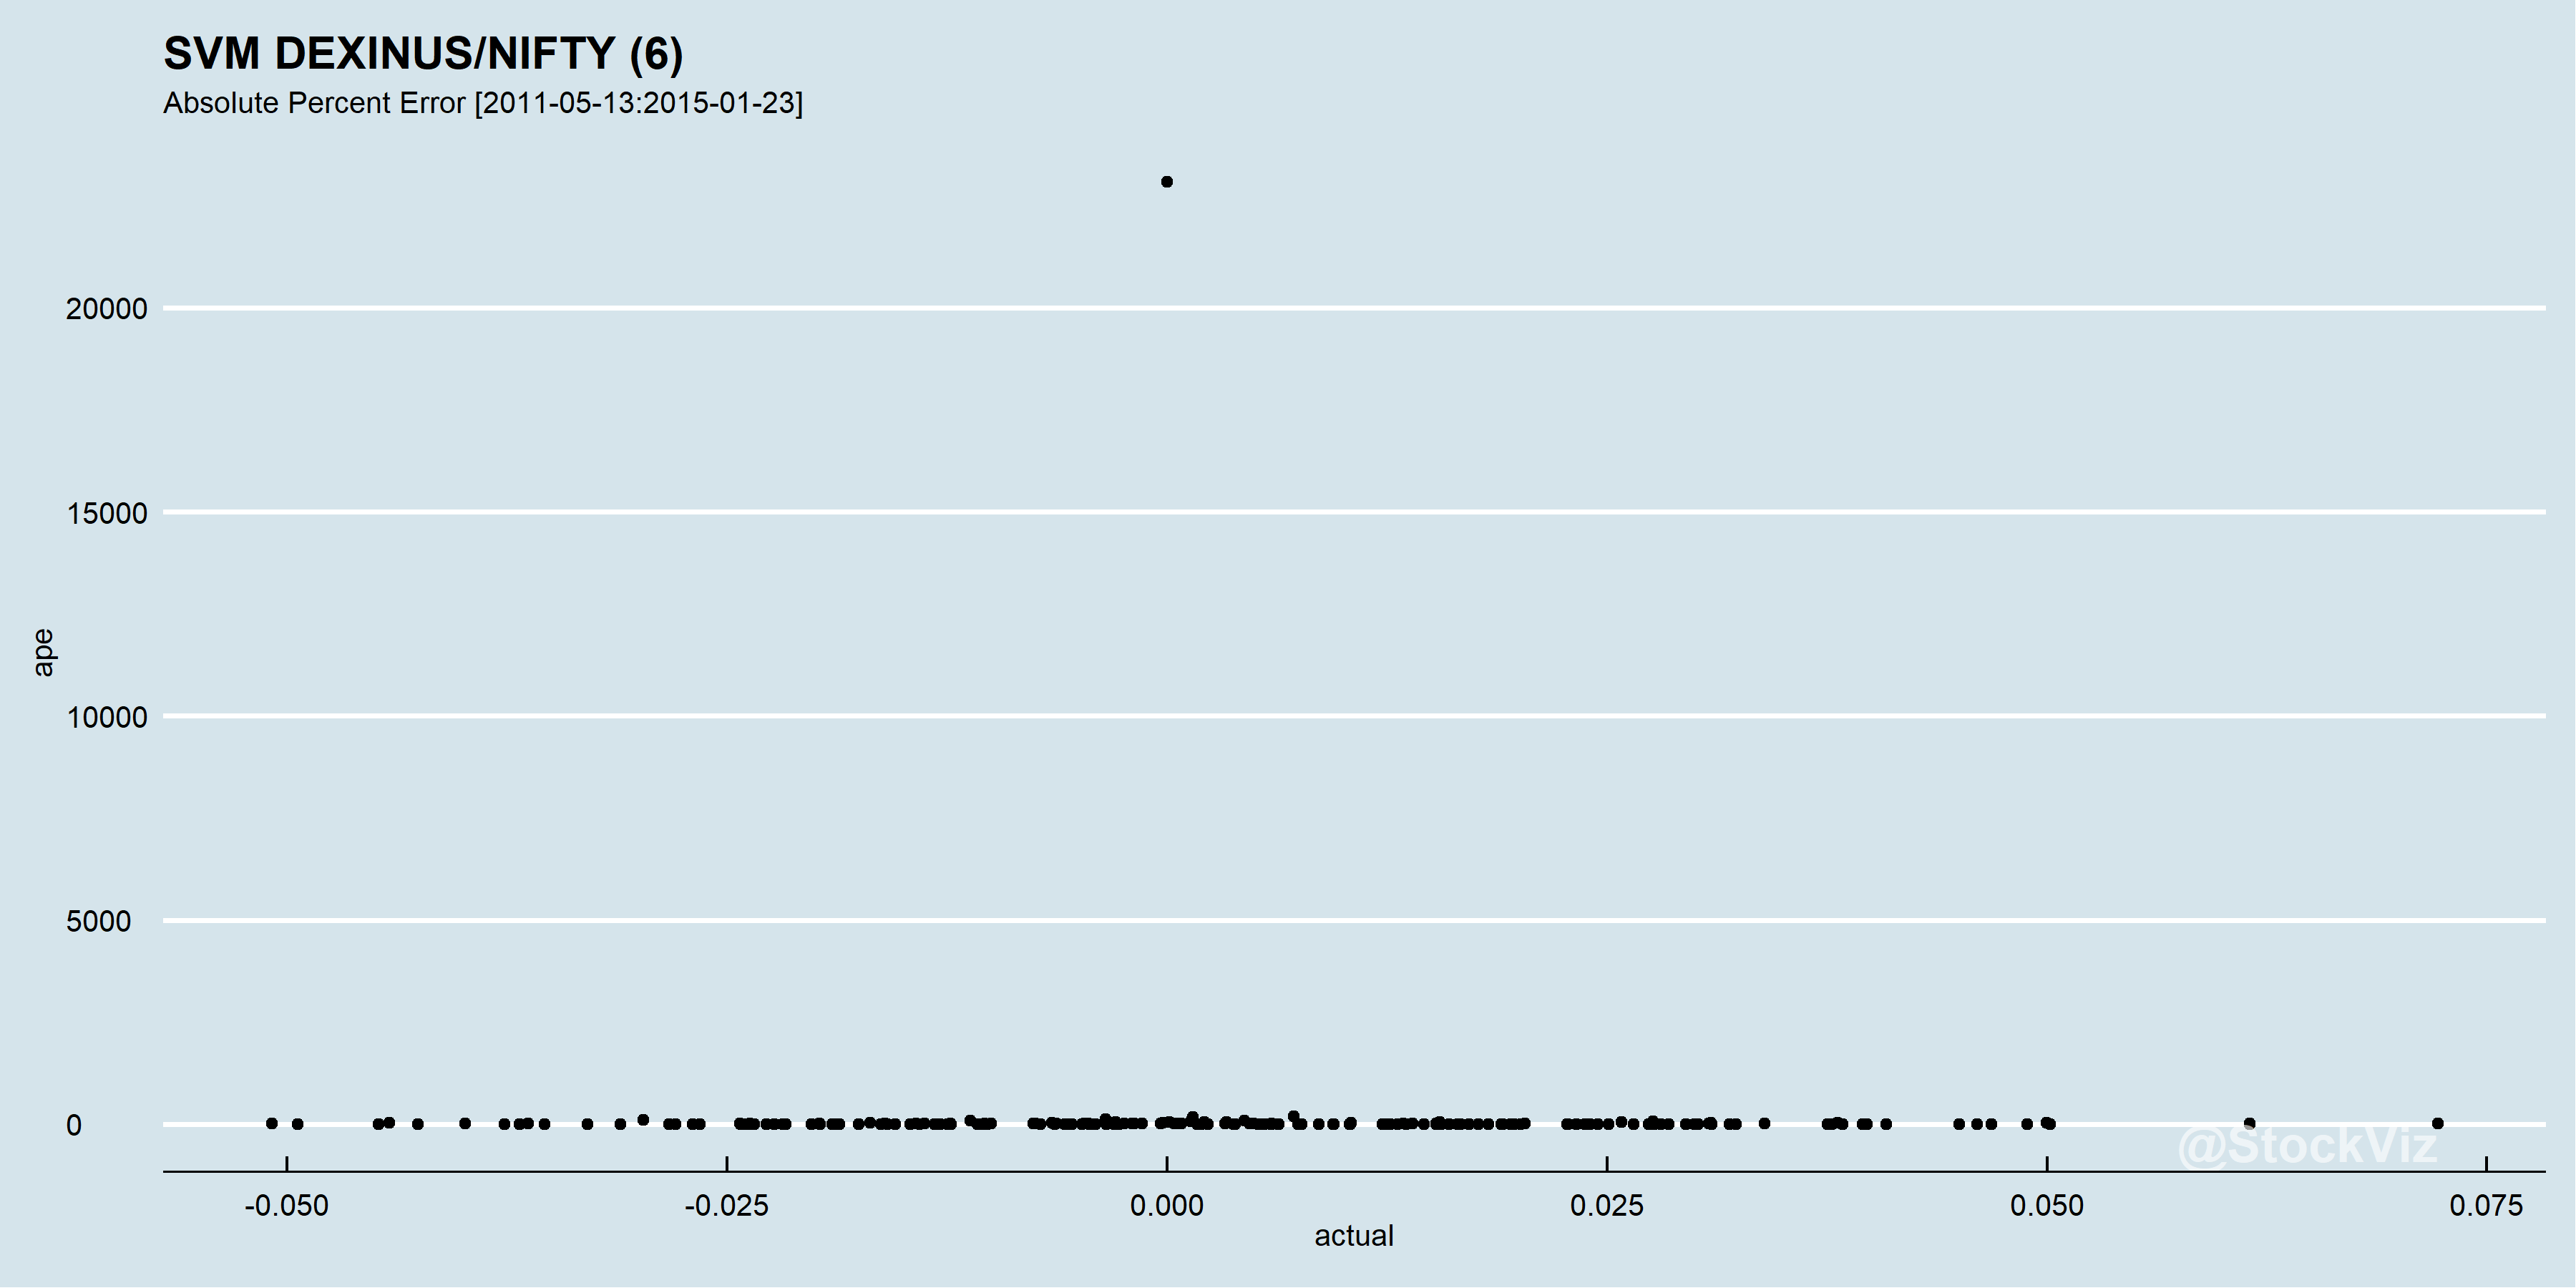 SVM DEXINUS/NIFTY (6)
Absolute Percent Error [2011-05-13:2015-01-23]
20000
15000
10000
5000
0
ape
@StockViz
-0.050 -0.025 0.000 0.025 0.050 0.075
actual